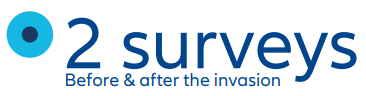 2 surveys
Before & after the invasion